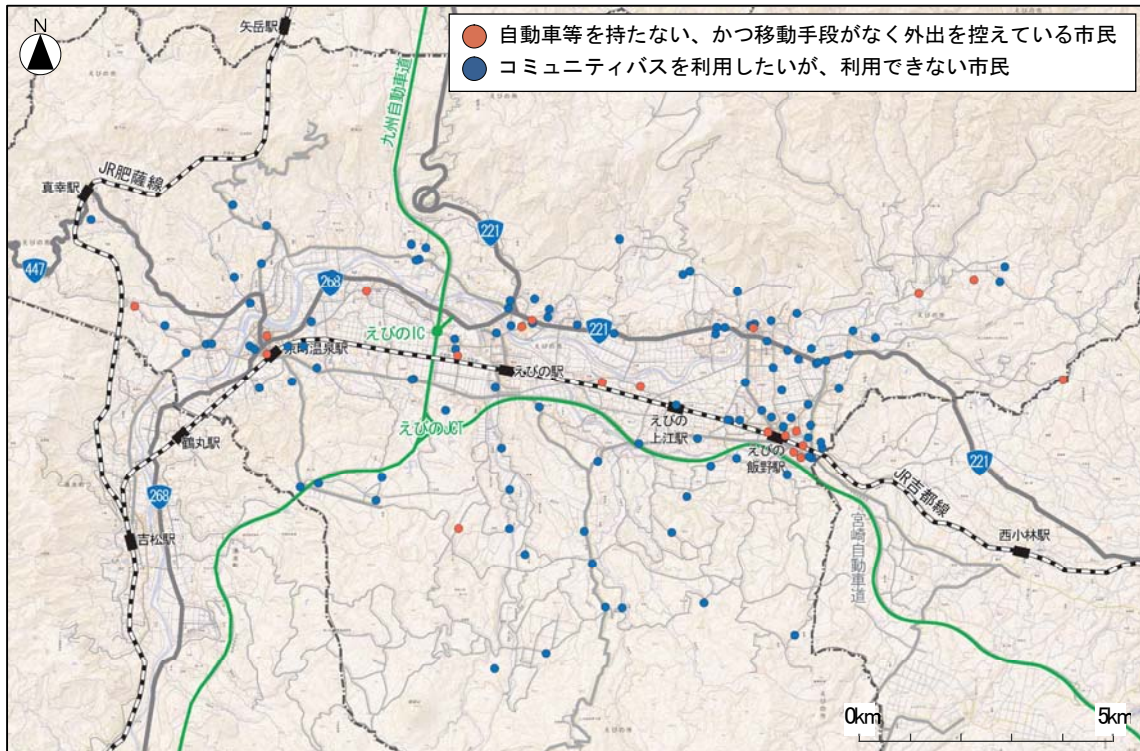 N
自動車等を持たない、かつ移動手段がなく外出を控えている市民
コミュニティバスを利用したいが、利用できない市民
矢岳駅
九州自動車道
JR肥薩線
真幸駅
221
447
268
えびのIC
221
京町温泉駅
えびの駅
えびの
上江駅
えびのJCT
えびの
飯野駅
鶴丸駅
221
268
JR吉都線
吉松駅
西小林駅
宮崎自動車道
0km
5km